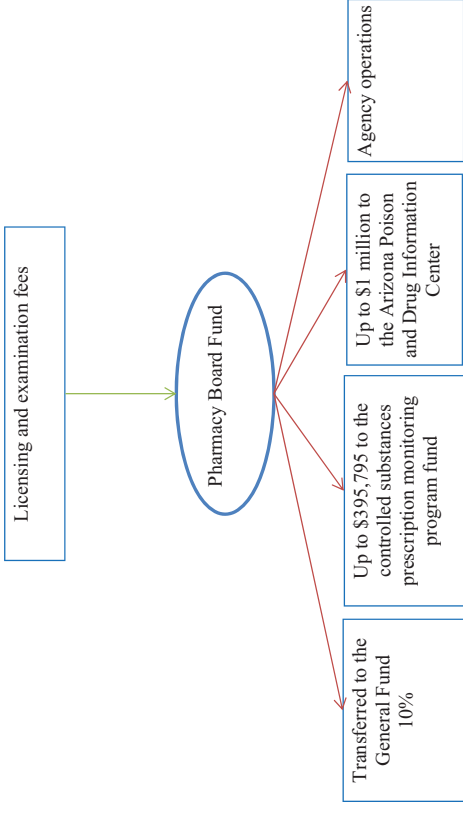 Licensing and examination fees
Pharmacy Board Fund
Transferred to the
General Fund
10%
Up to $395,795 to the
controlled substances
prescription monitoring
program fund
Up to $1 million to
the Arizona Poison
and Drug Information
Center
Agency operations